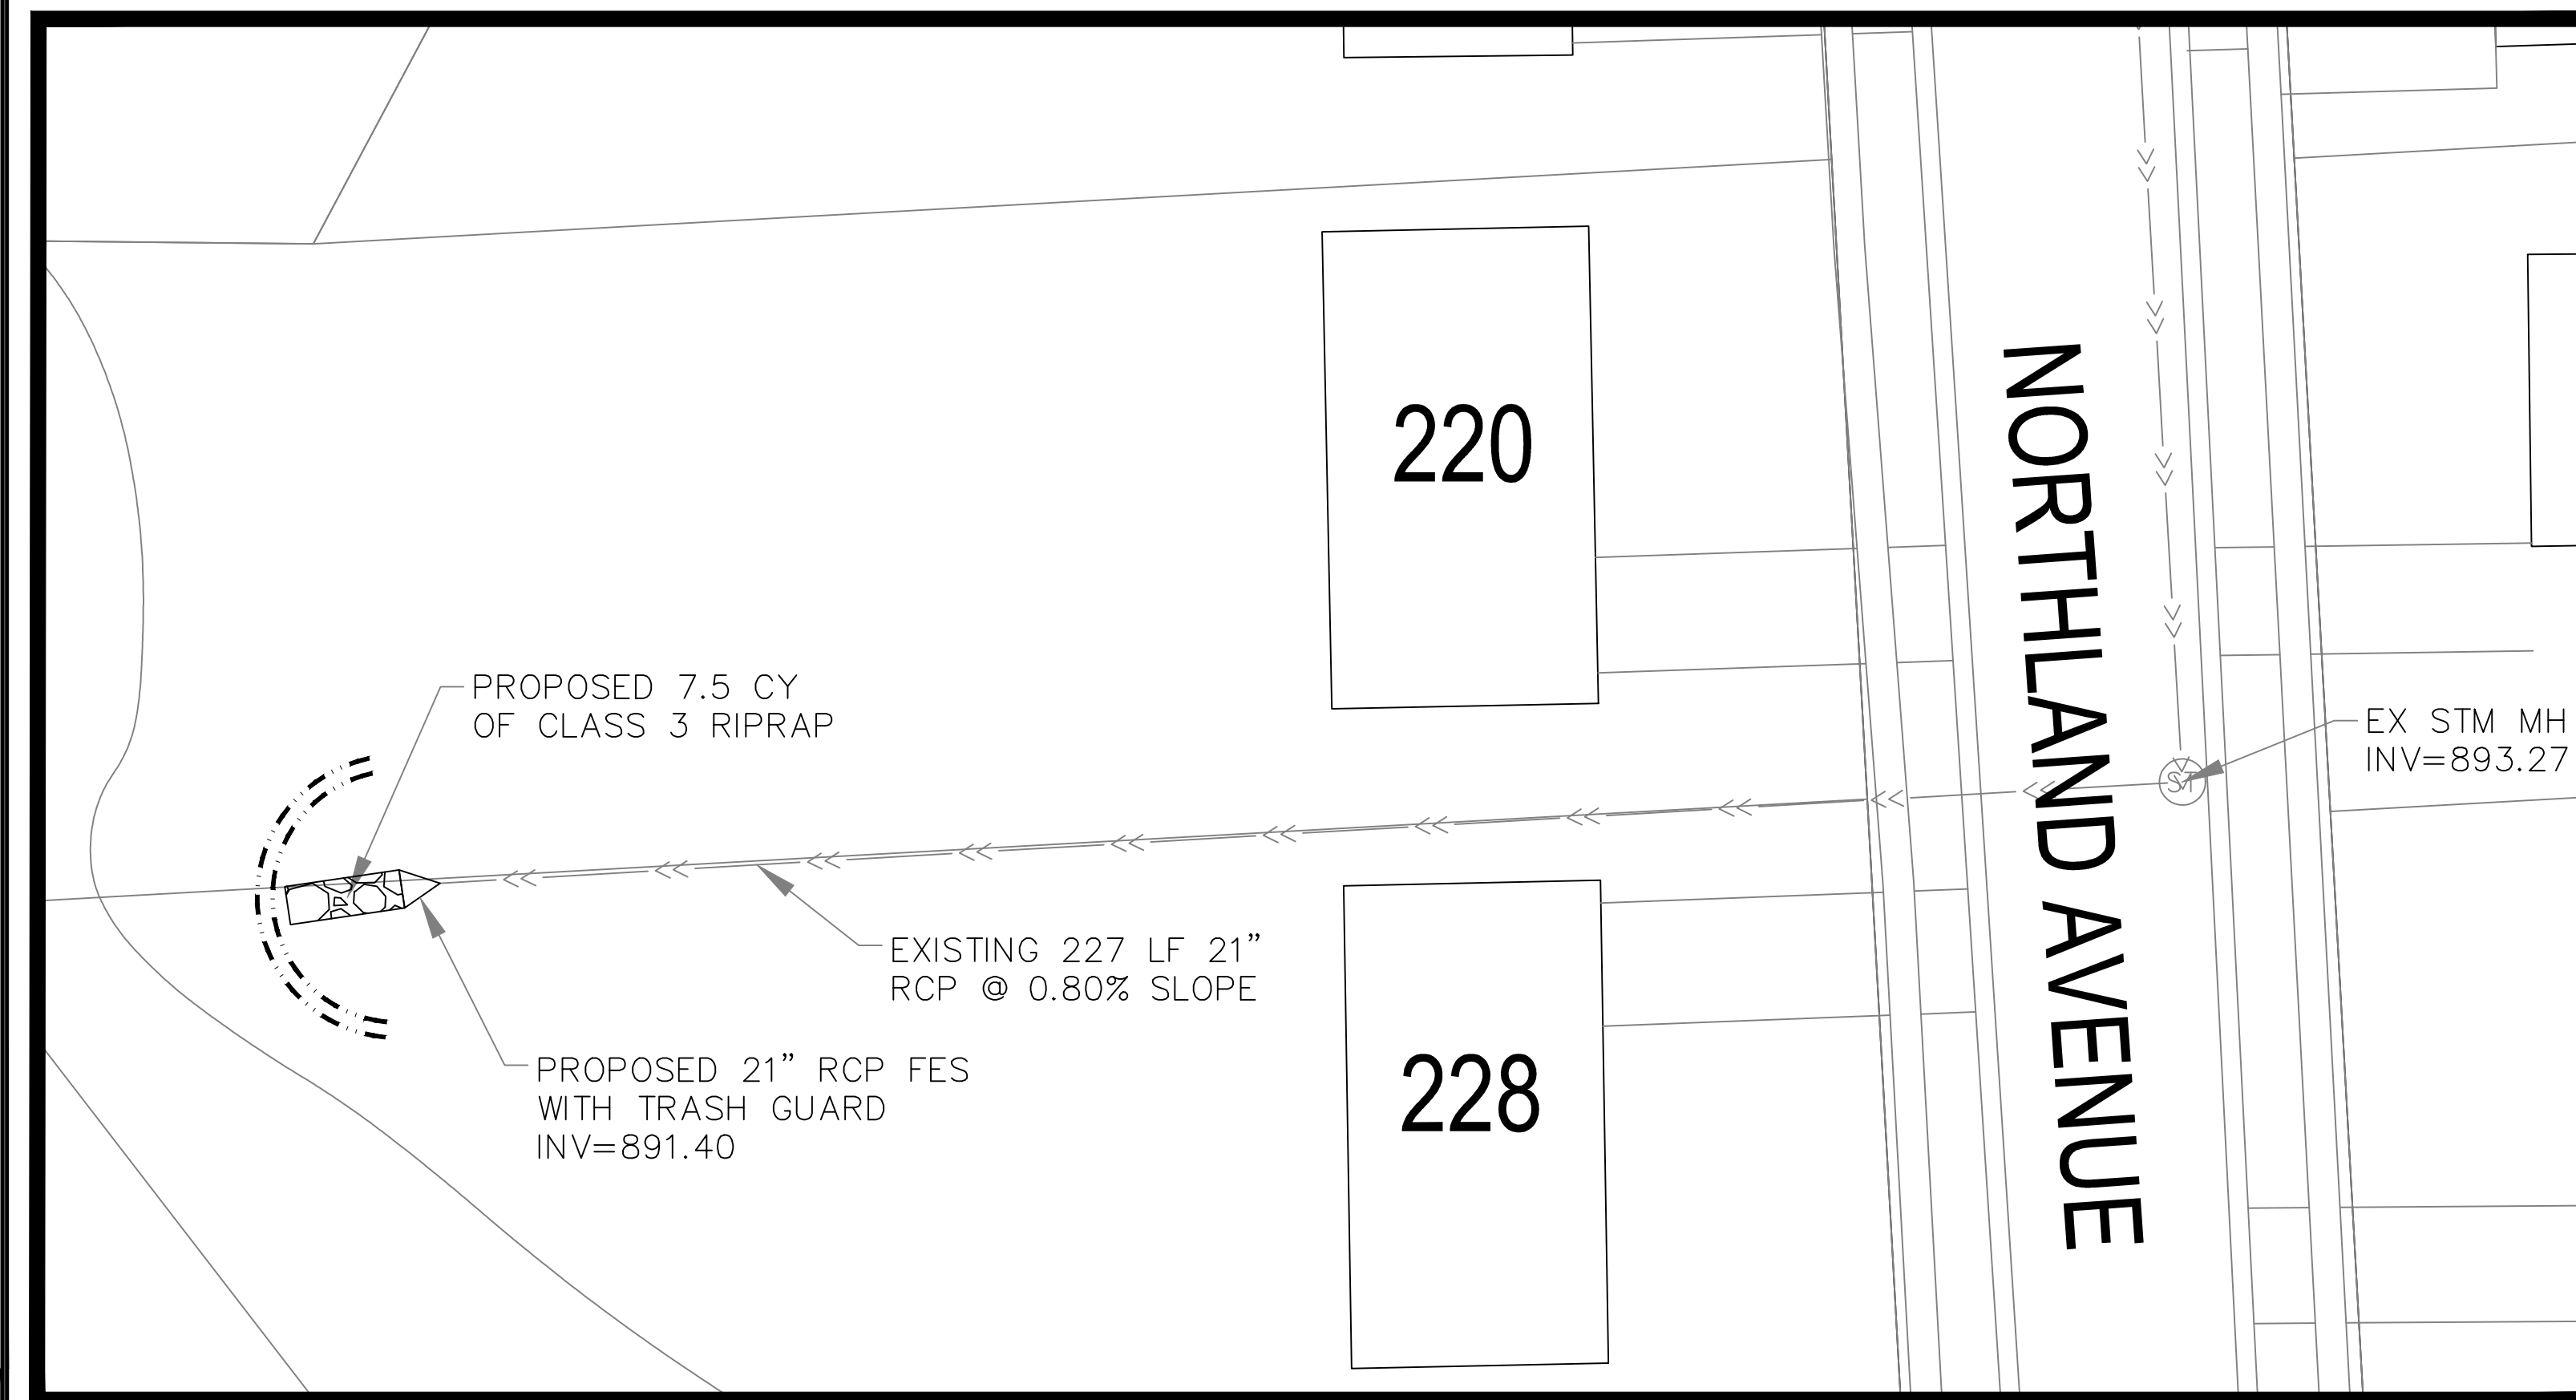 220
NORTHLAND AVENUE
PROPOSED 7.5 CY
OF CLASS 3 RIPRAP
EX STM MH
INV=893.27
ST
EXISTING 227 LF 21”
RCP @ 0.80% SLOPE
PROPOSED 21” RCP FES
WITH TRASH GUARD
INV=891.40
228